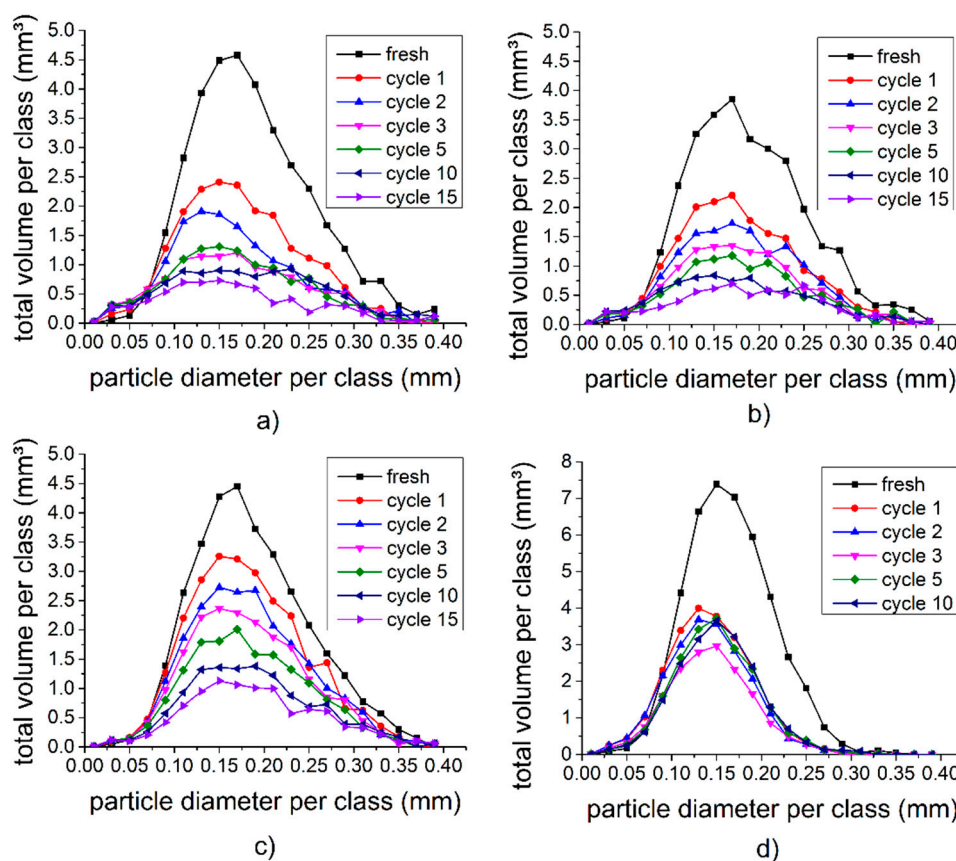 total volume per class (mm³)
5.0
4.5
4.0
3.5
3.0
2.5
2.0
1.5
1.0
0.5
0.0
fresh
cycle 1
cycle 2
cycle 3
cycle 5
cycle 10
cycle 15
0.00 0.05 0.10 0.15 0.20 0.25 0.30 0.35 0.40
particle diameter per class (mm)
a)
total volume per class (mm³)
5.0
4.5
4.0
3.5
3.0
2.5
2.0
1.5
1.0
0.5
0.0
fresh
cycle 1
cycle 2
cycle 3
cycle 5
cycle 10
cycle 15
0.00 0.05 0.10 0.15 0.20 0.25 0.30 0.35 0.40
particle diameter per class (mm)
b)
total volume per class (mm³)
5.0
4.5
4.0
3.5
3.0
2.5
2.0
1.5
1.0
0.5
0.0
fresh
cycle 1
cycle 2
cycle 3
cycle 5
cycle 10
cycle 15
0.00 0.05 0.10 0.15 0.20 0.25 0.30 0.35 0.40
particle diameter per class (mm)
c)
total volume per class (mm³)
8
7
6
5
4
3
2
1
0
fresh
cycle 1
cycle 2
cycle 3
cycle 5
cycle 10
0.00 0.05 0.10 0.15 0.20 0.25 0.30 0.35 0.40
particle diameter per class (mm)
d)